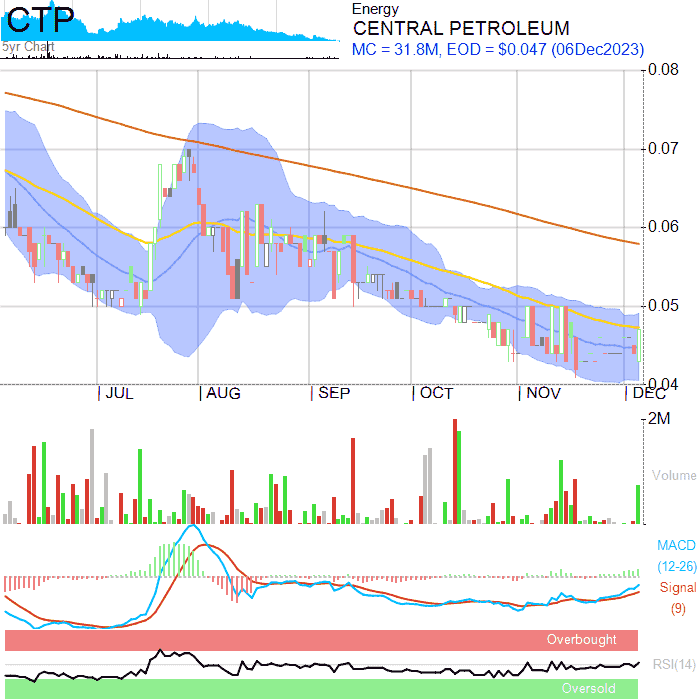 CTP
5yr Chart
Energy
CENTRAL PETROLEUM
MC = 31.8M, EOD = $0.047 (06Dec2023)
0.08
0.07
0.06
0.05
0.04
JUL AUG SEP OCT NOV DEC
2M
Volume
MACD
(12-26)
Signal
(9)
Overbought
RSI(14)
Oversold